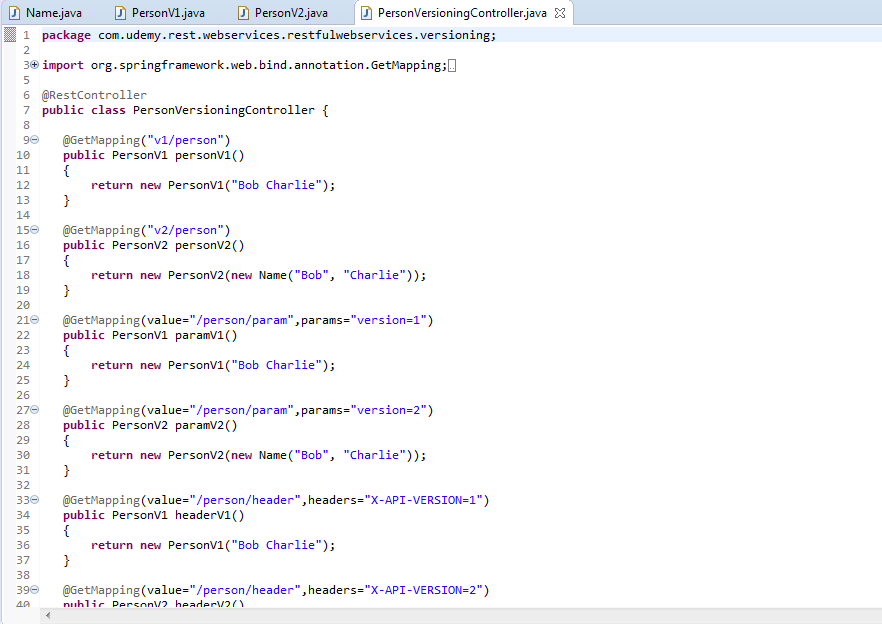 Name.java PersonV1.java PersonV2.java PersonVersioningController.java
1 package com.udemy.rest.webservices.restfulwebservices.versioning;
2
3 import org.springframework.web.bind.annotation.GetMapping;
5
6 @RestController
7 public class PersonVersioningController {
8
9 @GetMapping("v1/person")
10 public PersonV1 personV1()
11 {
12 return new PersonV1("Bob Charlie");
13 }
14
15 @GetMapping("v2/person")
16 public PersonV2 personV2()
17 {
18 return new PersonV2(new Name("Bob", "Charlie"));
19 }
20
21 @GetMapping(value="/person/param",params="version=1")
22 public PersonV1 paramV1()
23 {
24 return new PersonV1("Bob Charlie");
25 }
26
27 @GetMapping(value="/person/param",params="version=2")
28 public PersonV2 paramV2()
29 {
30 return new PersonV2(new Name("Bob", "Charlie"));
31 }
32
33 @GetMapping(value="/person/header",headers="X-API-VERSION=1")
34 public PersonV1 headerV1()
35 {
36 return new PersonV1("Bob Charlie");
37 }
38
39 @GetMapping(value="/person/header",headers="X-API-VERSION=2")
40 public PersonV2 headerV2()